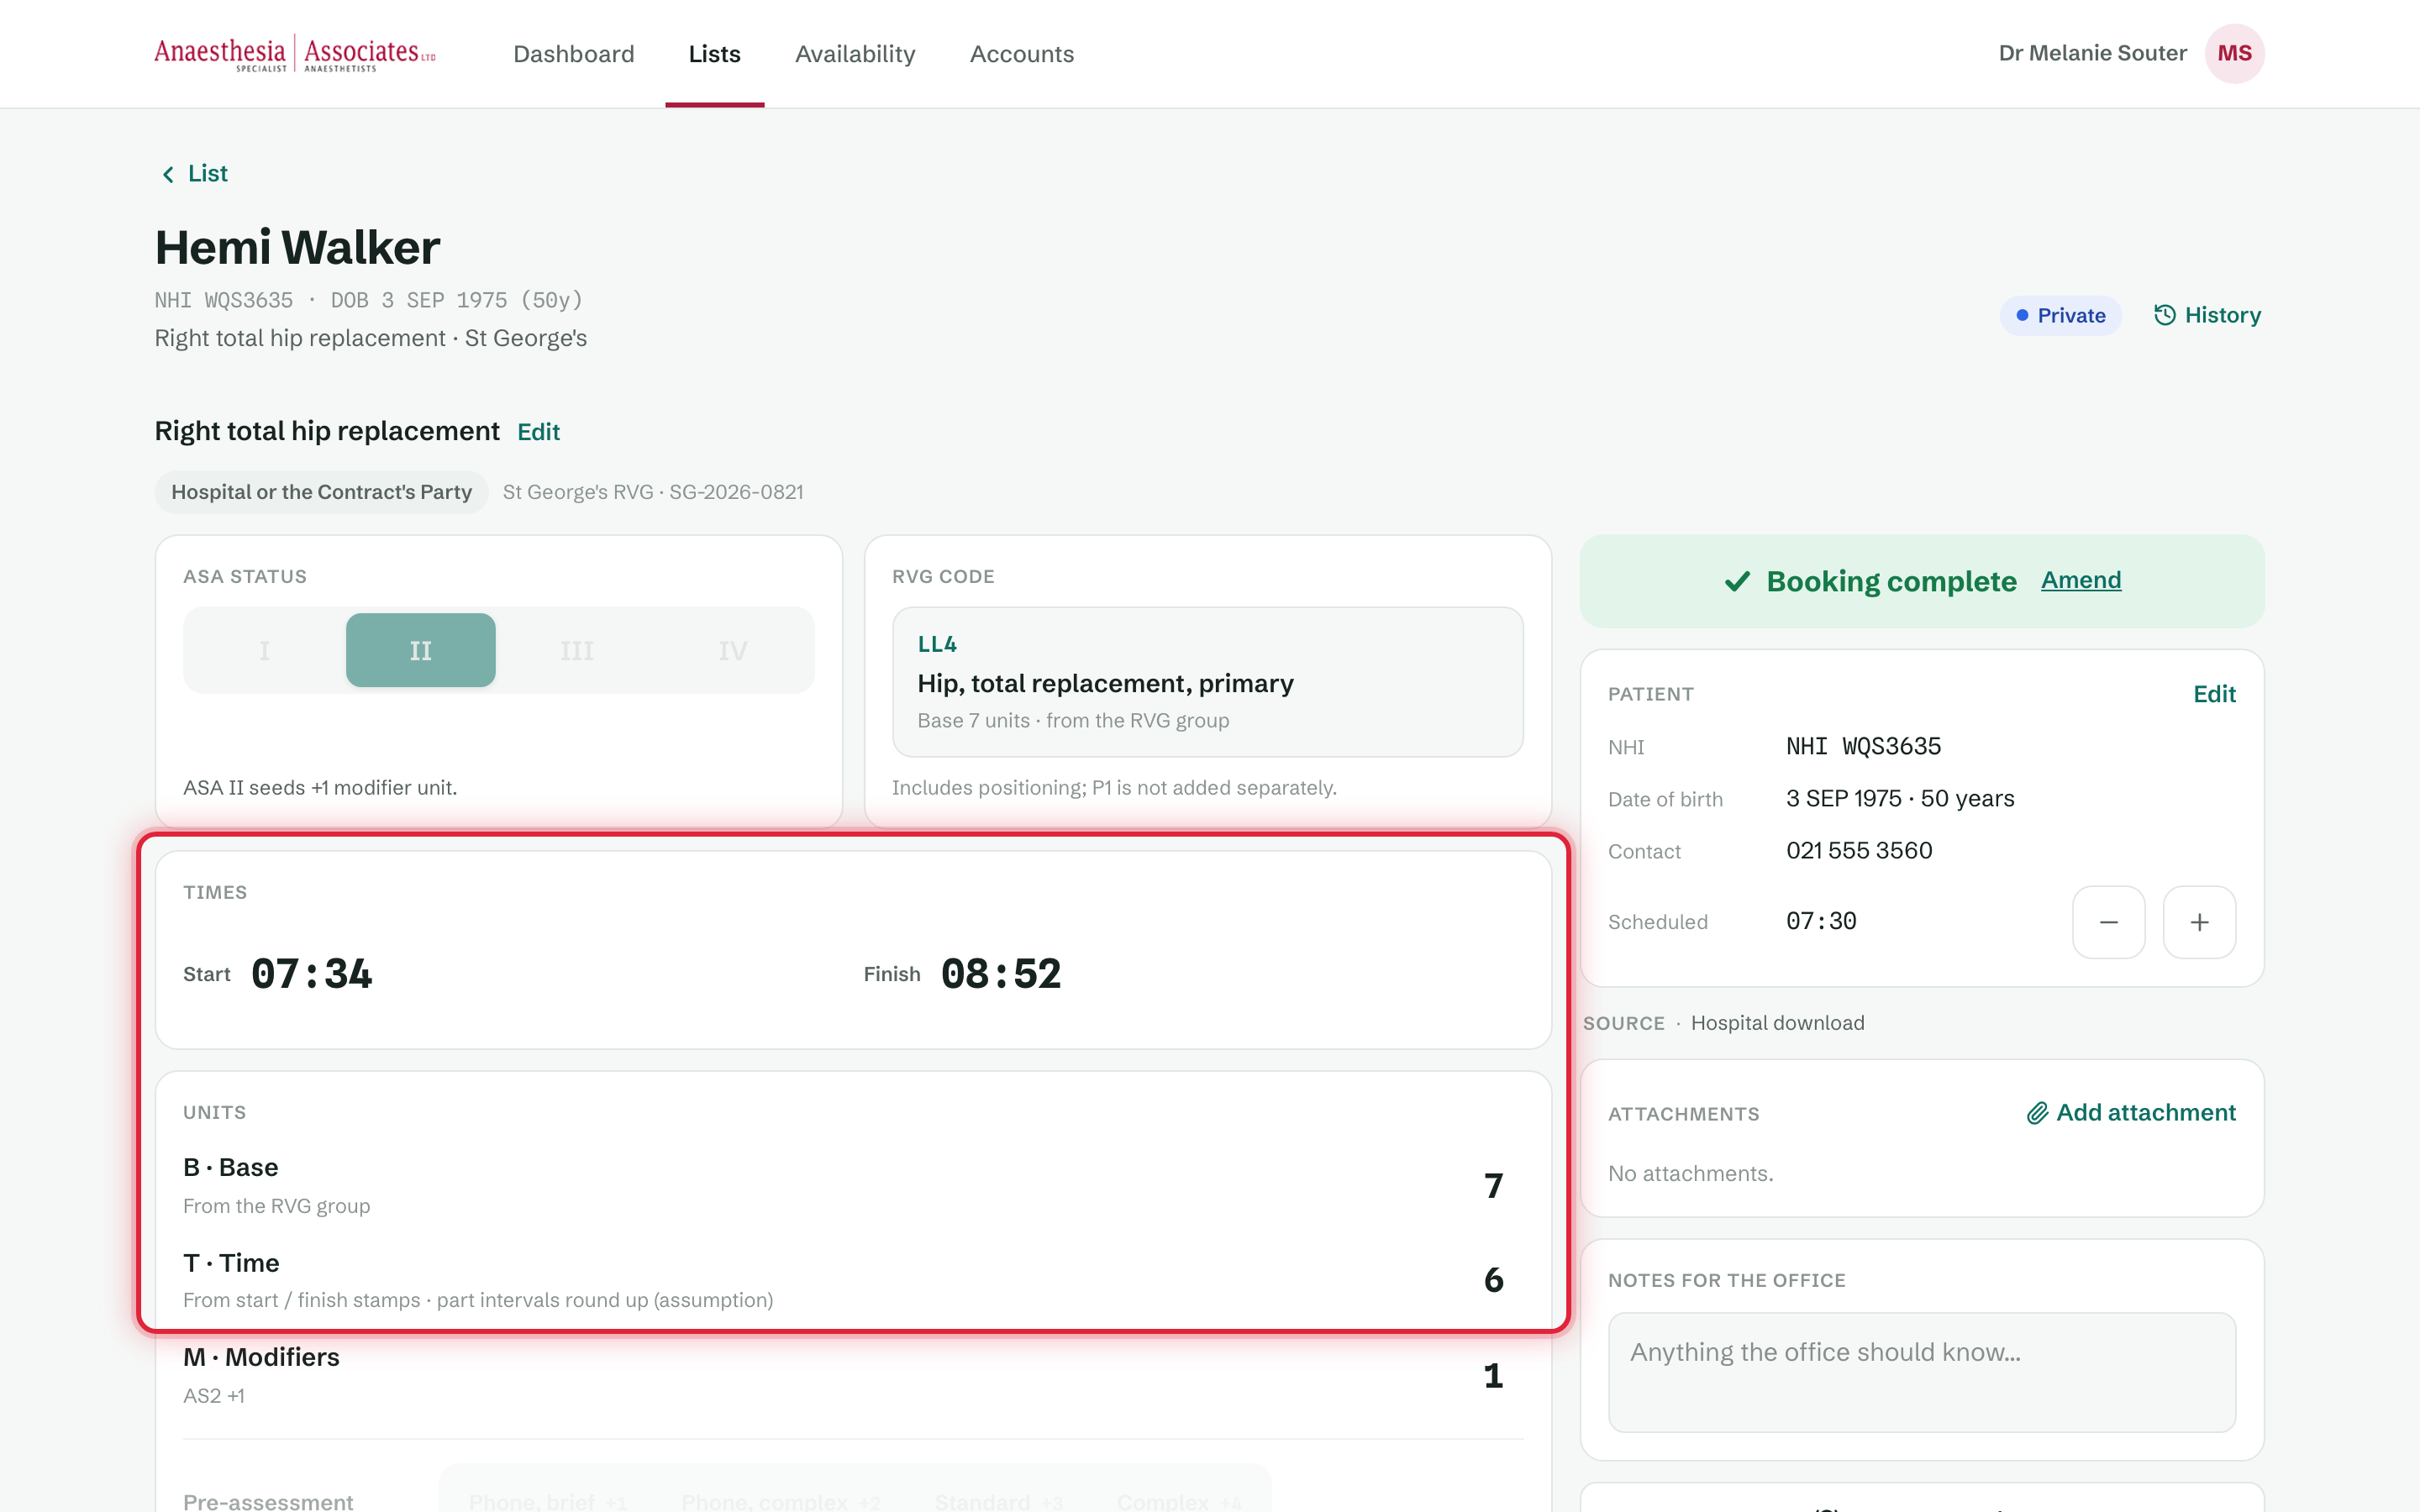 Anaesthesia | Associates LTD
SPECIALIST ANAESTHETISTS
Dashboard
Lists
Availability
Accounts
Dr Melanie Souter
MS
List
Hemi Walker
NHI WQS3635 · DOB 3 SEP 1975 (50y)
Right total hip replacement · St George's
Private
History
Right total hip replacement Edit
Hospital or the Contract's Party St George's RVG · SG-2026-0821
ASA STATUS
I II III IV
ASA II seeds +1 modifier unit.
RVG CODE
LL4
Hip, total replacement, primary
Base 7 units · from the RVG group
Includes positioning; P1 is not added separately.
TIMES
Start 07:34
Finish 08:52
UNITS
B · Base
From the RVG group
7
T · Time
From start / finish stamps · part intervals round up (assumption)
6
M · Modifiers
AS2 +1
1
Pre-assessment
Phone, brief +1 Phone, complex +2 Standard +3 Complex +4
Booking complete Amend
PATIENT Edit
NHI NHI WQS3635
Date of birth 3 SEP 1975 · 50 years
Contact 021 555 3560
Scheduled 07:30 − +
SOURCE · Hospital download
ATTACHMENTS Add attachment
No attachments.
NOTES FOR THE OFFICE
Anything the office should know...